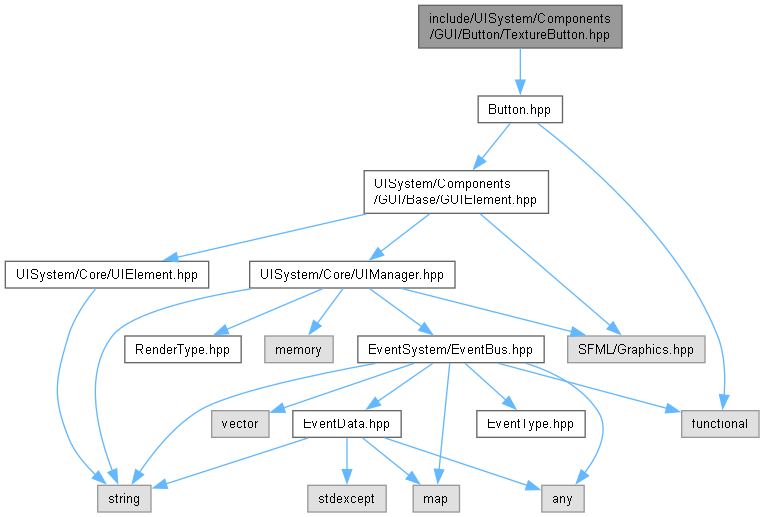 include/UISystem/Components
/GUI/Button/TextureButton.hpp
Button.hpp
UISystem/Components
/GUI/Base/GUIElement.hpp
UISystem/Core/UIElement.hpp
UISystem/Core/UIManager.hpp
RenderType.hpp
memory
EventSystem/EventBus.hpp
SFML/Graphics.hpp
vector
EventData.hpp
EventType.hpp
functional
string
stdexcept
map
any